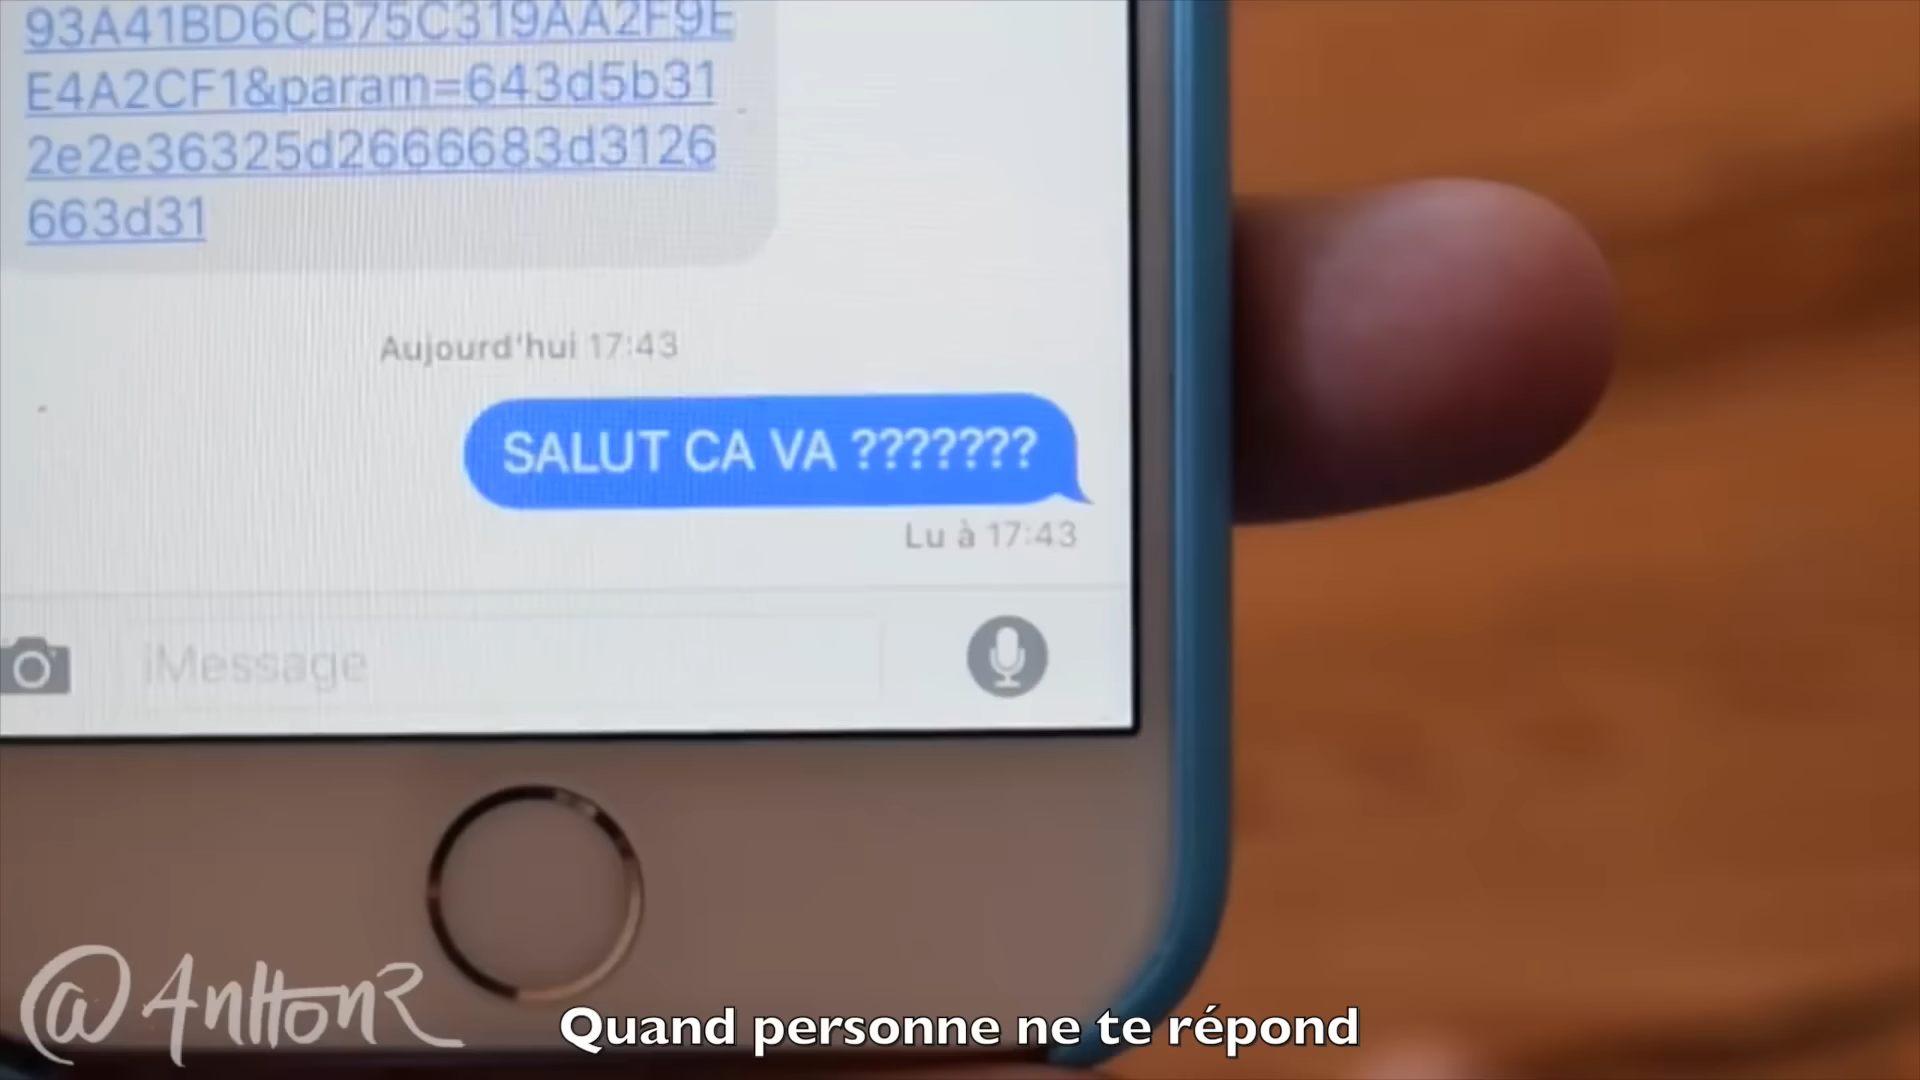 93A41BD6CB75C319AA2F9E
E4A2CF1&param=643d5b31
2e2e36325d2666683d3126
663d31
Aujourd'hui 17:43
SALUT CA VA ???????
Lu à 17:43
iMessage
@AnttonR
Quand personne ne te répond